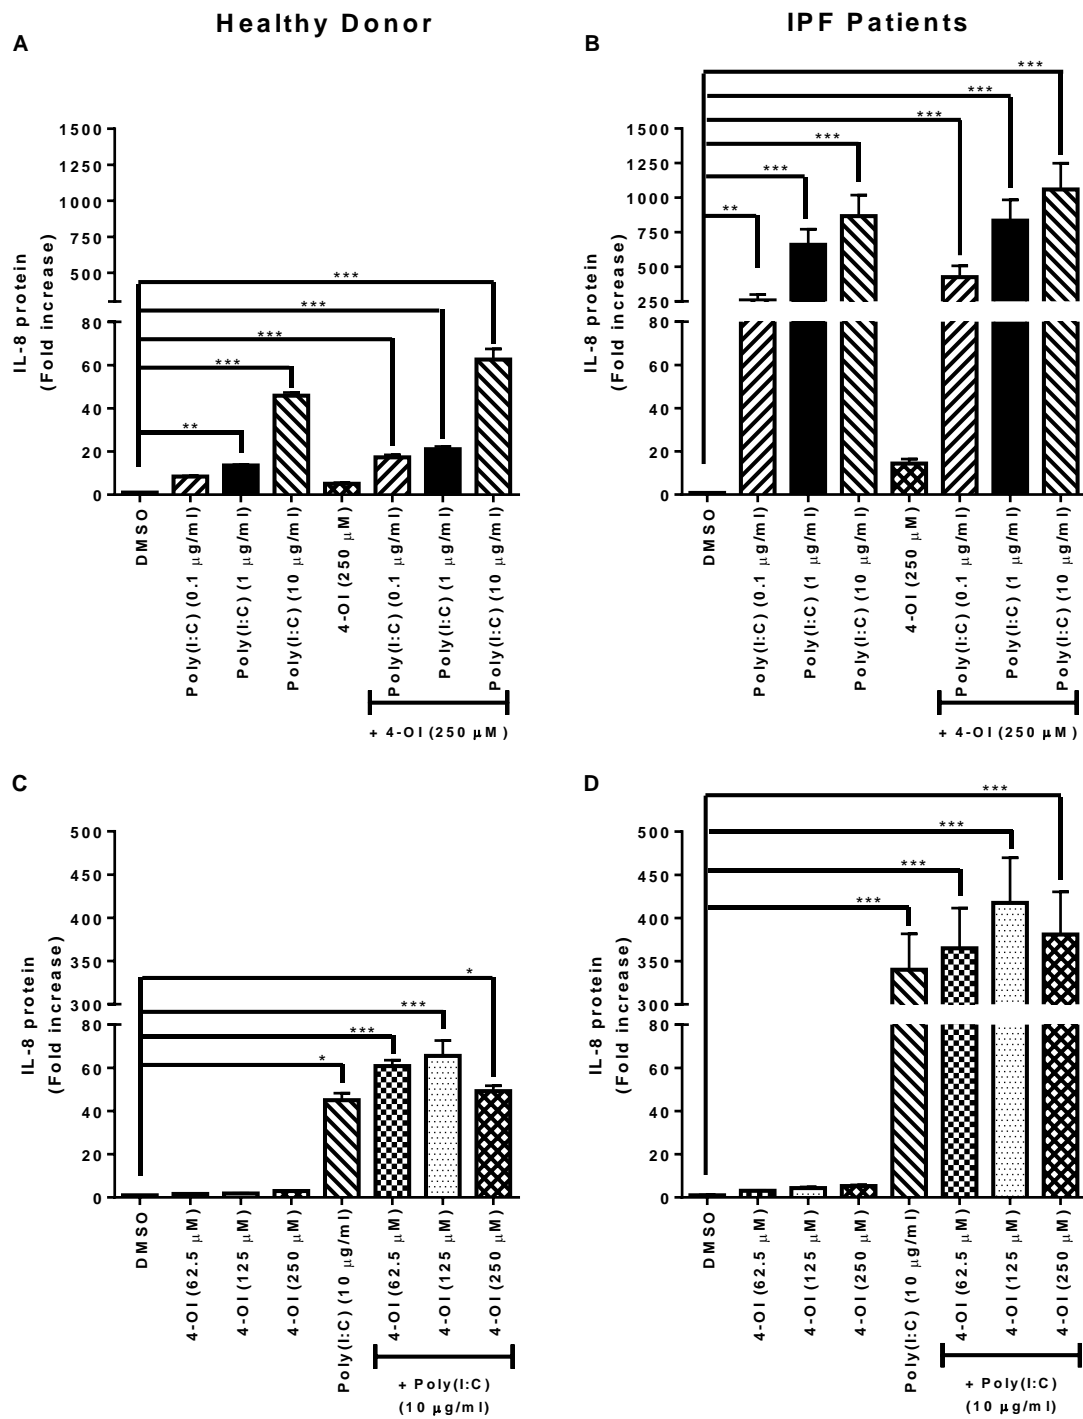 Healthy Donor
IPF Patients
A
IL-8 protein
(Fold increase)
1500
1250
1000
750
500
80
60
40
20
0
**
***
***
***
***
DMSO
Poly(I:C) (0.1 μg/ml)
Poly(I:C) (1 μg/ml)
Poly(I:C) (10 μg/ml)
4-OI (250 μM)
Poly(I:C) (0.1 μg/ml)
Poly(I:C) (1 μg/ml)
Poly(I:C) (10 μg/ml)
+ 4-OI (250 μM)
B
IL-8 protein
(Fold increase)
1500
1250
1000
750
500
250
80
60
40
20
0
**
***
***
***
***
***
DMSO
Poly(I:C) (0.1 μg/ml)
Poly(I:C) (1 μg/ml)
Poly(I:C) (10 μg/ml)
4-OI (250 μM)
Poly(I:C) (0.1 μg/ml)
Poly(I:C) (1 μg/ml)
Poly(I:C) (10 μg/ml)
+ 4-OI (250 μM)
C
IL-8 protein
(Fold increase)
500
450
400
350
300
80
60
40
20
0
*
***
***
*
DMSO
4-OI (62.5 μM)
4-OI (125 μM)
4-OI (250 μM)
Poly(I:C) (10 μg/ml)
4-OI (62.5 μM)
4-OI (125 μM)
4-OI (250 μM)
+ Poly(I:C)
(10 μg/ml)
D
IL-8 protein
(Fold increase)
500
450
400
350
300
80
60
40
20
0
***
***
***
***
DMSO
4-OI (62.5 μM)
4-OI (125 μM)
4-OI (250 μM)
Poly(I:C) (10 μg/ml)
4-OI (62.5 μM)
4-OI (125 μM)
4-OI (250 μM)
+ Poly(I:C)
(10 μg/ml)